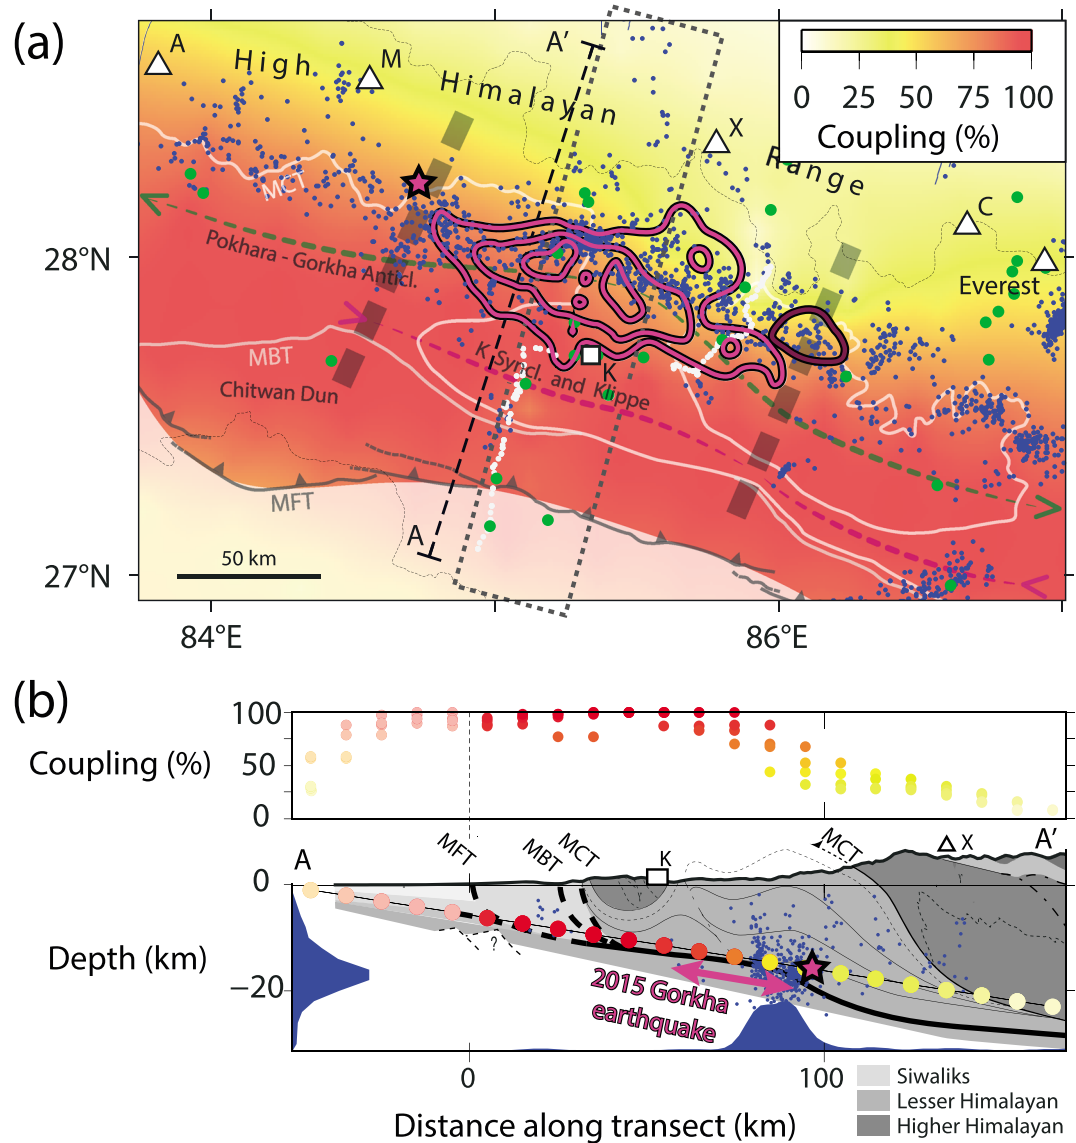 (a)
A
M
High
Himalayan
Range
A'
X
C
Everest
0 25 50 75 100
Coupling (%)
MCT
28°N
Pokhara - Gorkha Anticl.
MBT
Chitwan Dun
K. Syncl. and Klippe
K
MFT
A
50 km
27°N
84°E
86°E
(b)
100
Coupling (%)
50
0
MFT
MBT
MCT
MCT
A
K
X
A'
0
?
Depth (km)
−20
2015 Gorkha
earthquake
0
100
Distance along transect (km)
Siwaliks
Lesser Himalayan
Higher Himalayan